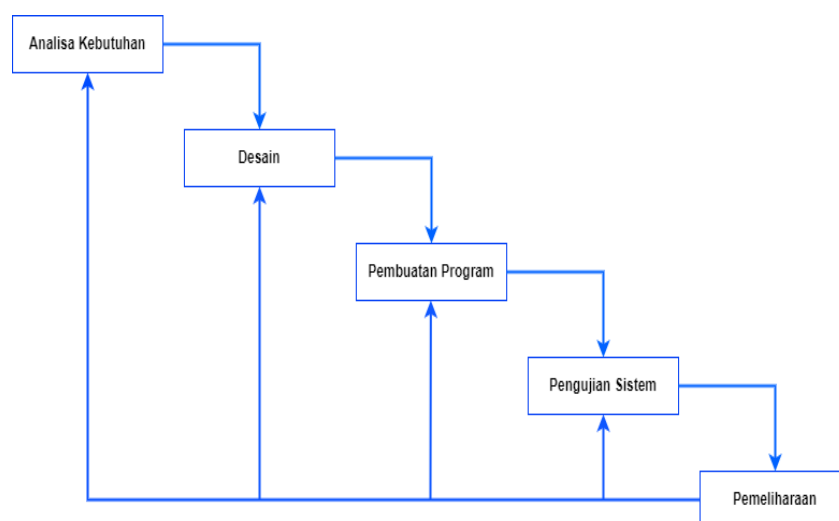 Analisa Kebutuhan
Desain
Pembuatan Program
Pengujian Sistem
Pemeliharaan